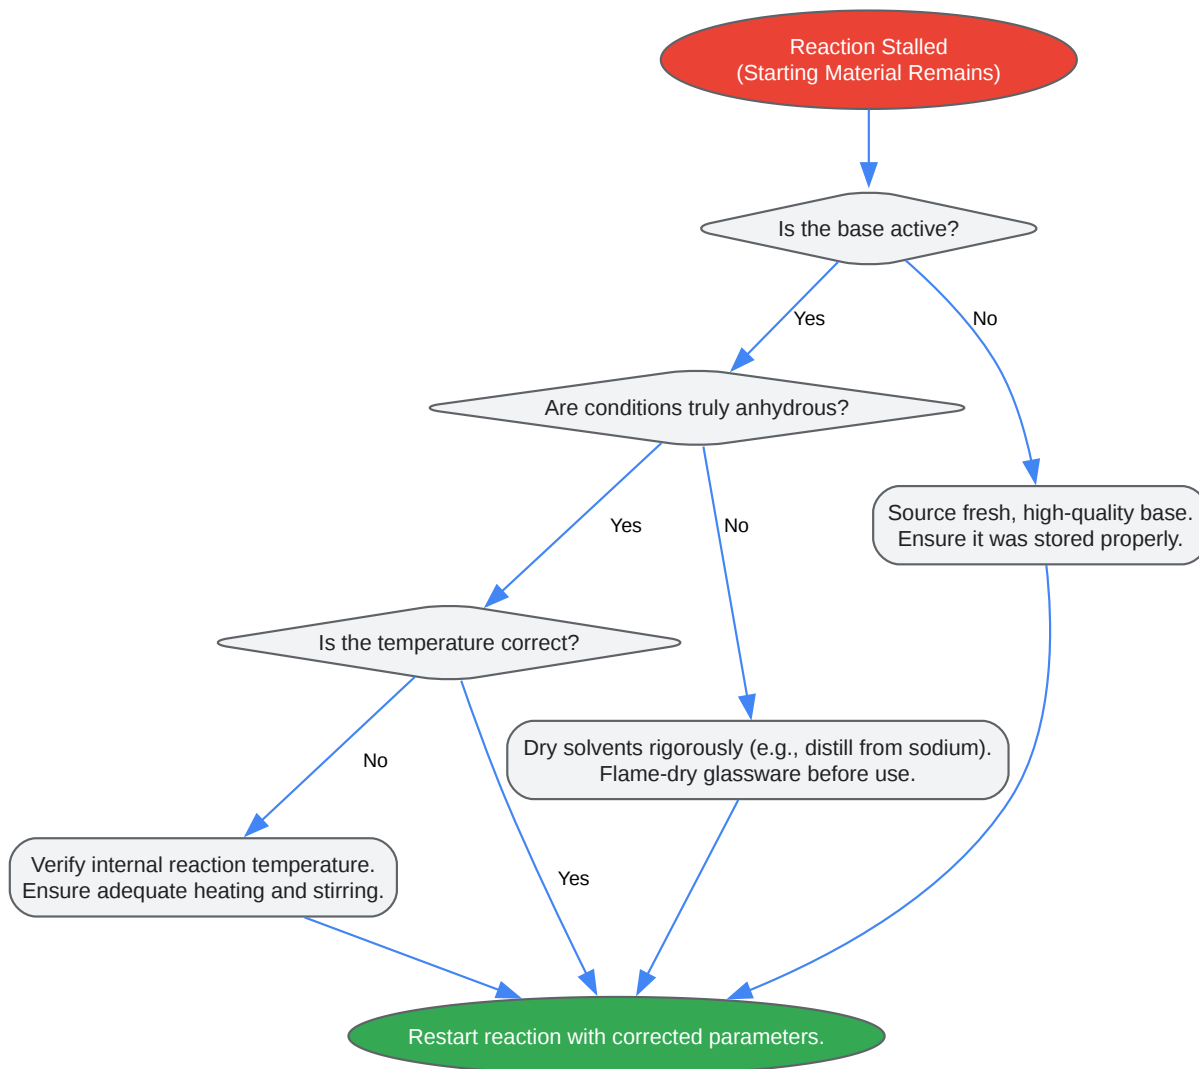 Reaction Stalled
(Starting Material Remains)
Is the base active?
Yes
No
Are conditions truly anhydrous?
Yes
No
Source fresh, high-quality base.
Ensure it was stored properly.
Is the temperature correct?
No
Yes
Dry solvents rigorously (e.g., distill from sodium).
Flame-dry glassware before use.
Verify internal reaction temperature.
Ensure adequate heating and stirring.
Restart reaction with corrected parameters.